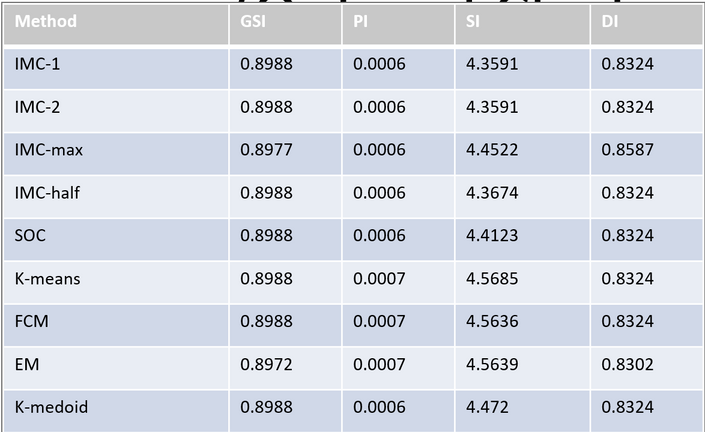 Method GSI PI SI DI
IMC-1 0.8988 0.0006 4.3591 0.8324
IMC-2 0.8988 0.0006 4.3591 0.8324
IMC-max 0.8977 0.0006 4.4522 0.8587
IMC-half 0.8988 0.0006 4.3674 0.8324
SOC 0.8988 0.0006 4.4123 0.8324
K-means 0.8988 0.0007 4.5685 0.8324
FCM 0.8988 0.0007 4.5636 0.8324
EM 0.8972 0.0007 4.5639 0.8302
K-medoid 0.8988 0.0006 4.472 0.8324